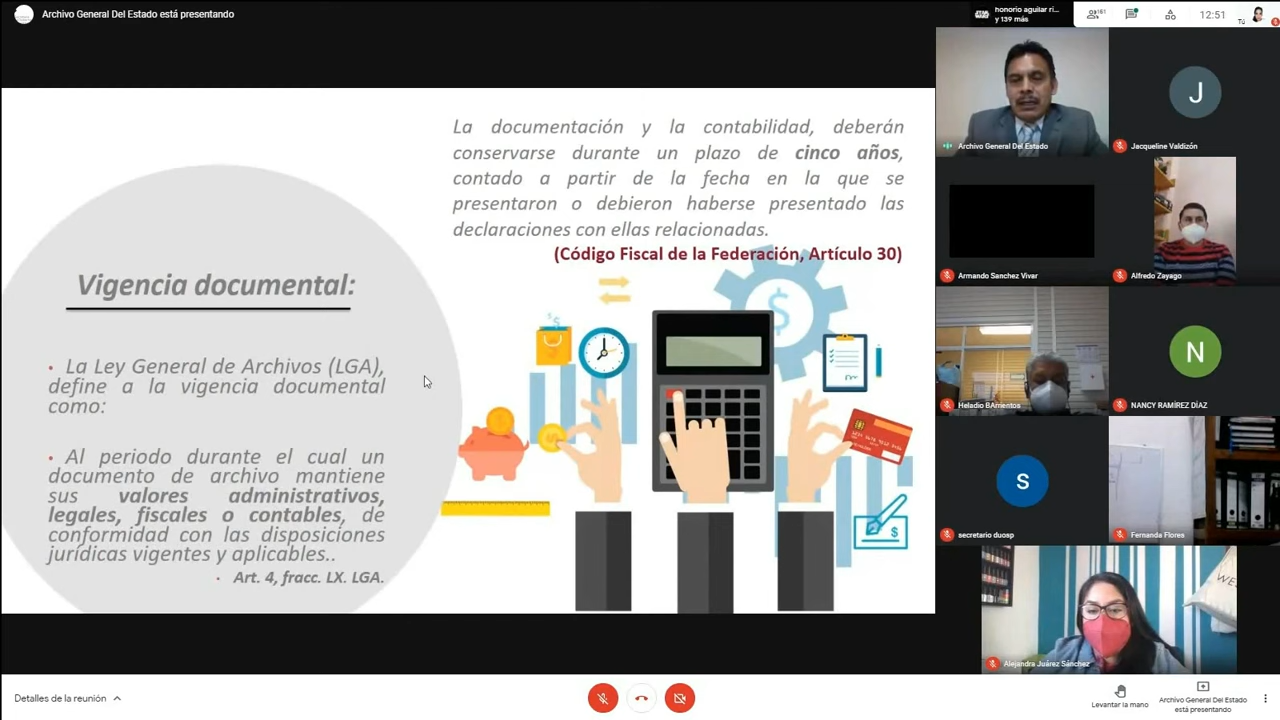 Archivo General Del Estado está presentando
honorio aguilar ri...
y 139 más
161
12:51
Tú
La documentación y la contabilidad, deberán
conservarse durante un plazo de cinco años,
contado a partir de la fecha en la que se
presentaron o debieron haberse presentado las
declaraciones con ellas relacionadas.
(Código Fiscal de la Federación, Artículo 30)
Vigencia documental:
• La Ley General de Archivos (LGA),
define a la vigencia documental
como:
• Al periodo durante el cual un
documento de archivo mantiene
sus valores administrativos,
legales, fiscales o contables, de
conformidad con las disposiciones
jurídicas vigentes y aplicables..
• Art. 4, fracc. LX. LGA.
Archivo General Del Estado
J
Jacqueline Valdizón
Armando Sanchez Vivar
Alfredo Zayago
Heladio BArrientos
N
NANCY RAMÍREZ DÍAZ
s
secretario duosp
Fernanda Flores
WE
Alejandra Juárez Sánchez
Detalles de la reunión
Levantar la mano
Archivo General Del Estado
está presentando